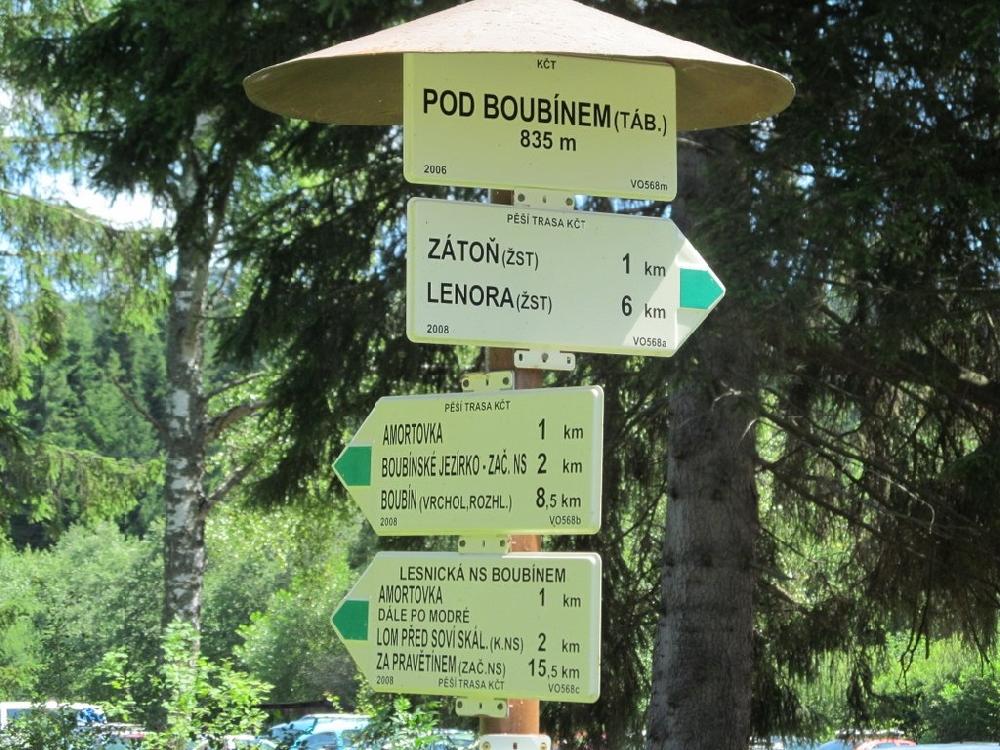 KČT
POD BOUBÍNEM (TÁB.)
835 m
2006 VO568m
PĚŠÍ TRASA KČT
ZÁTOŇ (ŽST) 1 km
LENORA (ŽST) 6 km
2008 VO568a
PĚŠÍ TRASA KČT
AMORTOVKA 1 km
BOUBÍNSKÉ JEZÍRKO - ZAČ. NS 2 km
BOUBÍN (VRCHOL, ROZHL.) 8,5 km
2008 VO568b
LESNICKÁ NS BOUBÍNEM
AMORTOVKA 1 km
DÁLE PO MODRÉ
LOM PŘED SOVÍ SKÁL. (K.NS) 2 km
ZA PRAVĚTÍNEM (ZAČ.NS) 15,5 km
2008 PĚŠÍ TRASA KČT VO568c